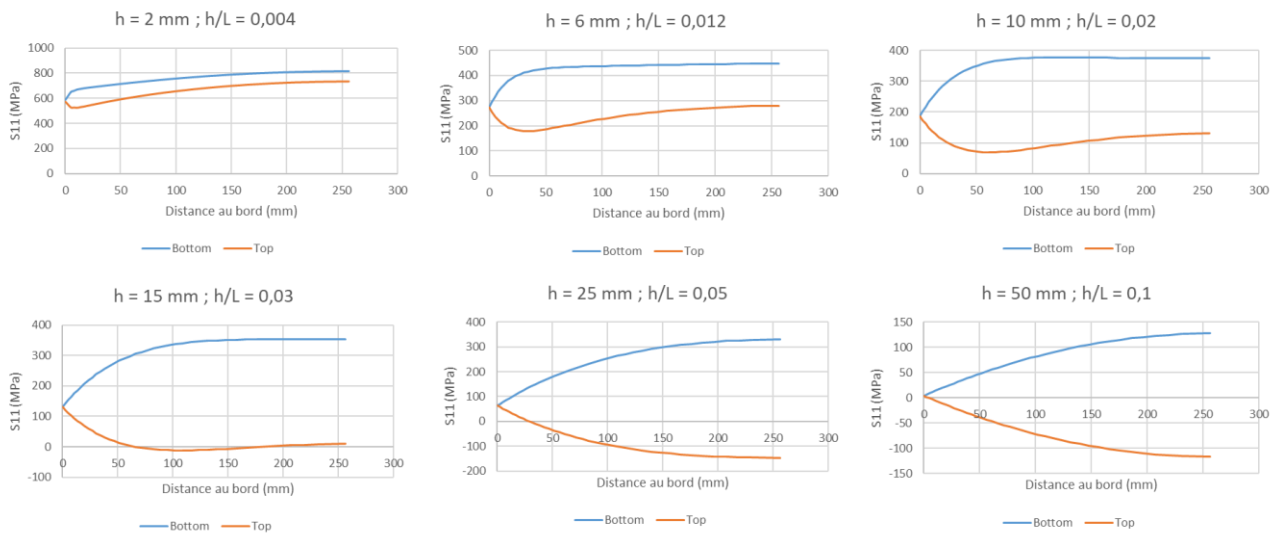 h = 2 mm ; h/L = 0,004
1000
800
600
400
200
0
S11 (MPa)
0 50 100 150 200 250 300
Distance au bord (mm)
Bottom Top
h = 6 mm ; h/L = 0,012
500
400
300
200
100
0
S11 (MPa)
0 50 100 150 200 250 300
Distance au bord (mm)
Bottom Top
h = 10 mm ; h/L = 0,02
400
300
200
100
0
S11 (MPa)
0 50 100 150 200 250 300
Distance au bord (mm)
Bottom Top
h = 15 mm ; h/L = 0,03
400
300
200
100
0
-100
S11 (MPa)
0 50 100 150 200 250 300
Distance au bord (mm)
Bottom Top
h = 25 mm ; h/L = 0,05
400
300
200
100
0
-100
-200
S11 (MPa)
0 50 100 150 200 250 300
Distance au bord (mm)
Bottom Top
h = 50 mm ; h/L = 0,1
150
100
50
0
-50
-100
-150
S11 (MPa)
0 50 100 150 200 250 300
Distance au bord (mm)
Bottom Top